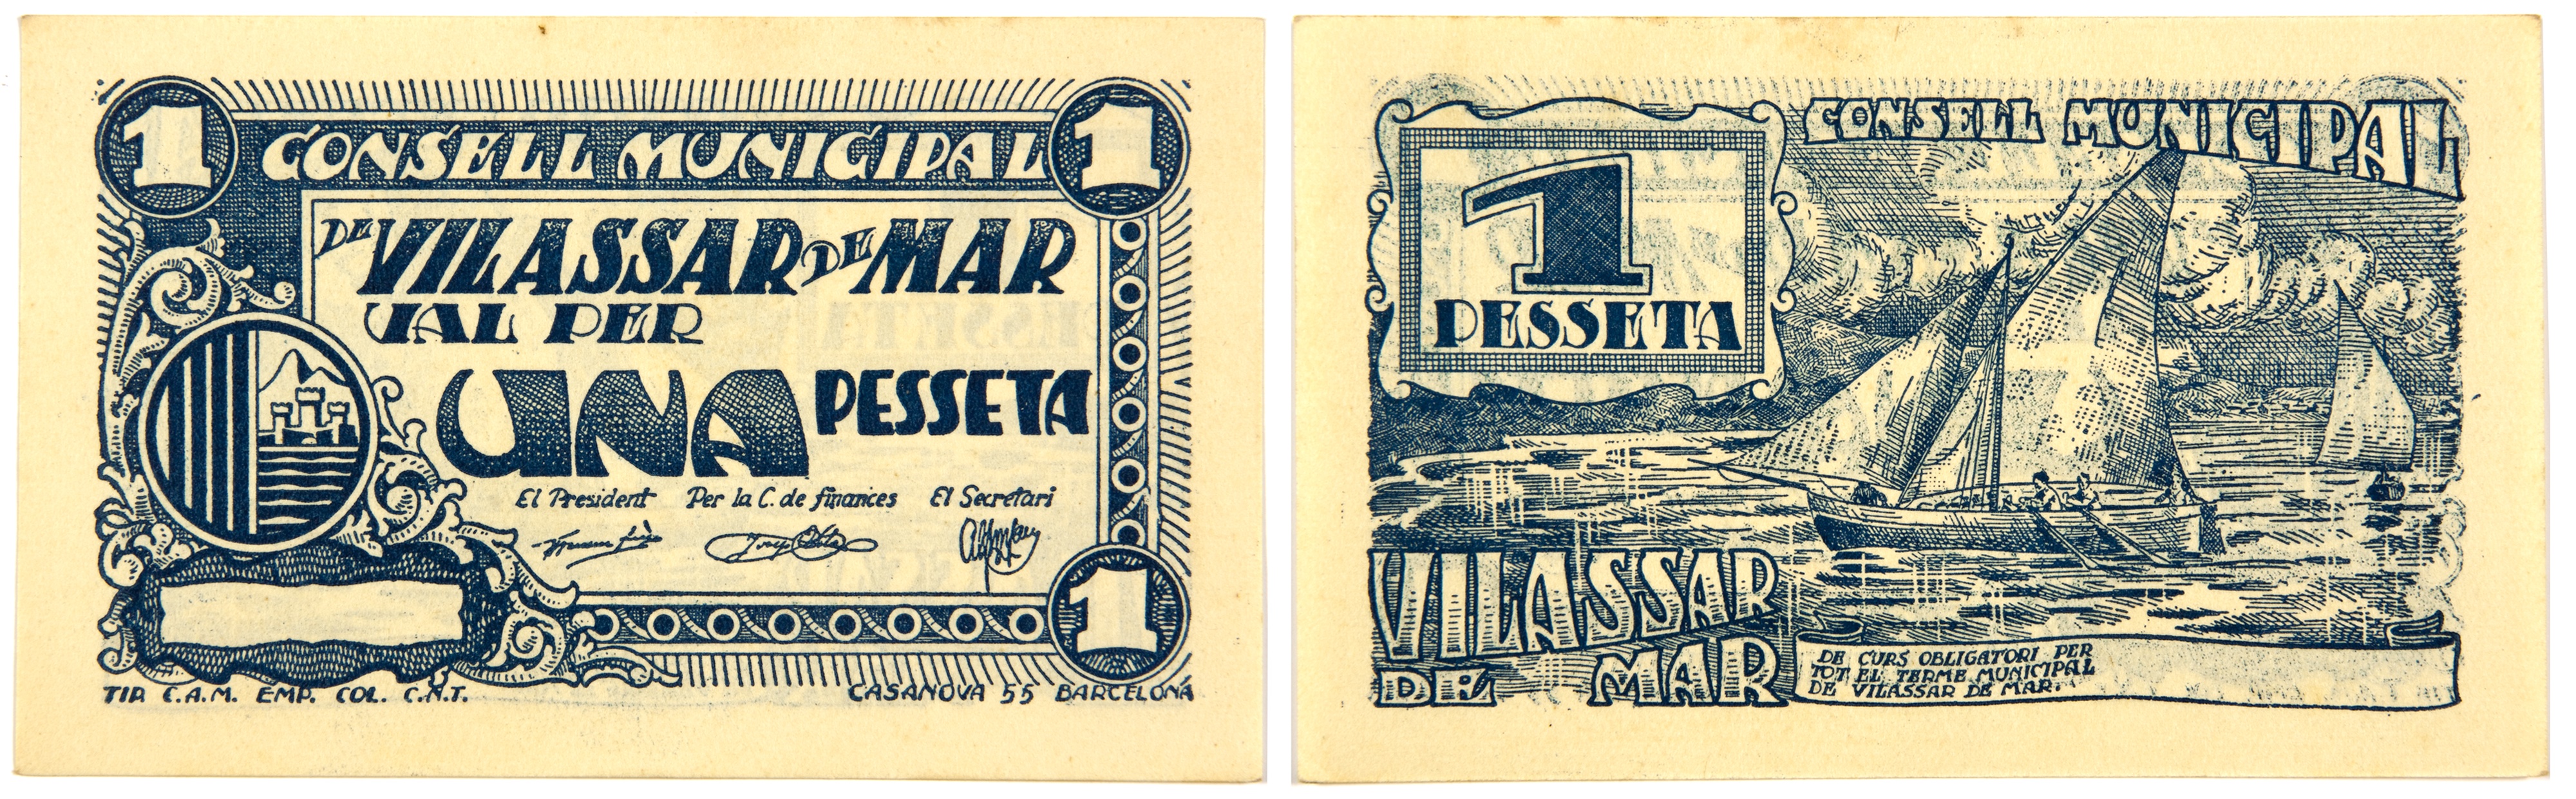 1 1
CONSELL MUNICIPAL
DE VILASSAR DE MAR
VAL PER
UNA PESSETA
El President Per la C. de finances El Secretari
1
TIP. C.A.M. EMP. COL. C.N.T. CASANOVA 55 BARCELONA
CONSELL MUNICIPAL
1
PESSETA
VILASSAR
DE MAR
DE CURS OBLIGATORI PER
TOT EL TERME MUNICIPAL
DE VILASSAR DE MAR.